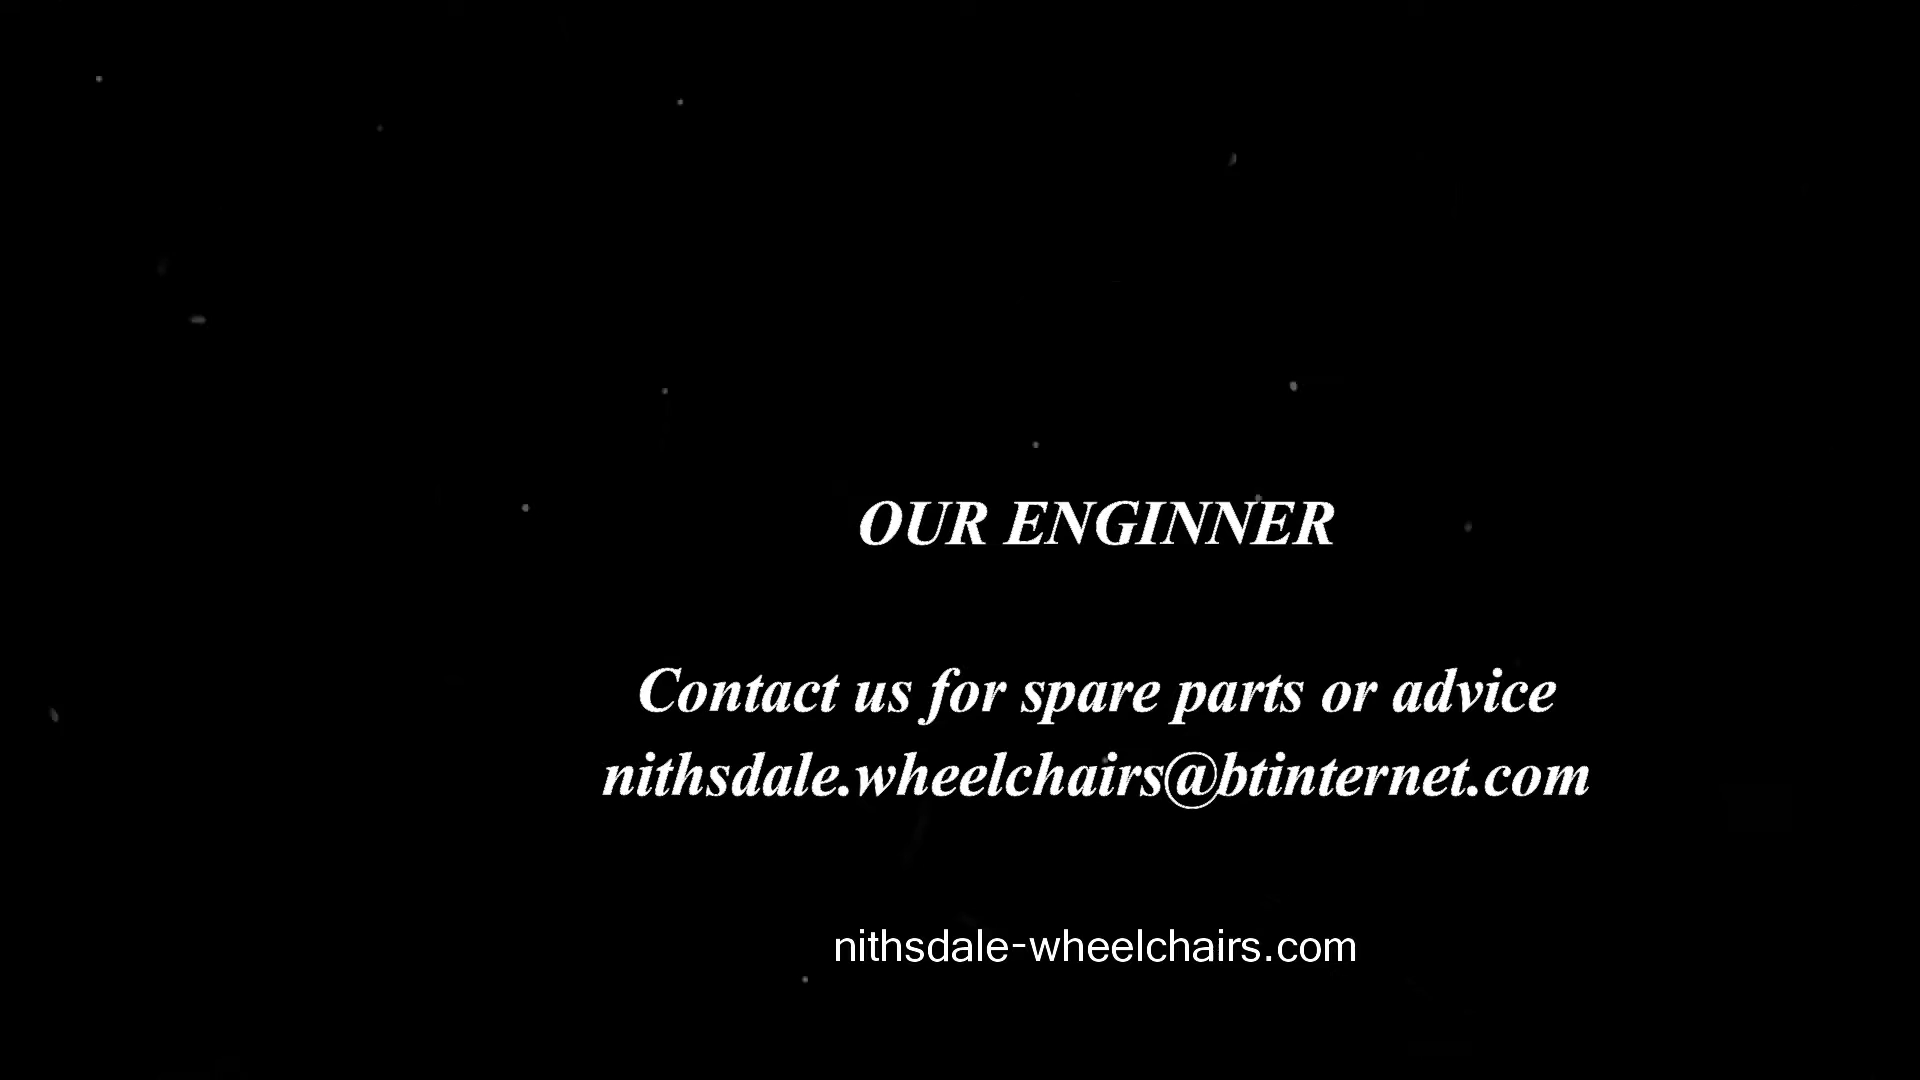 OUR ENGINNER
Contact us for spare parts or advice
nithsdale.wheelchairs@btinternet.com
nithsdale-wheelchairs.com